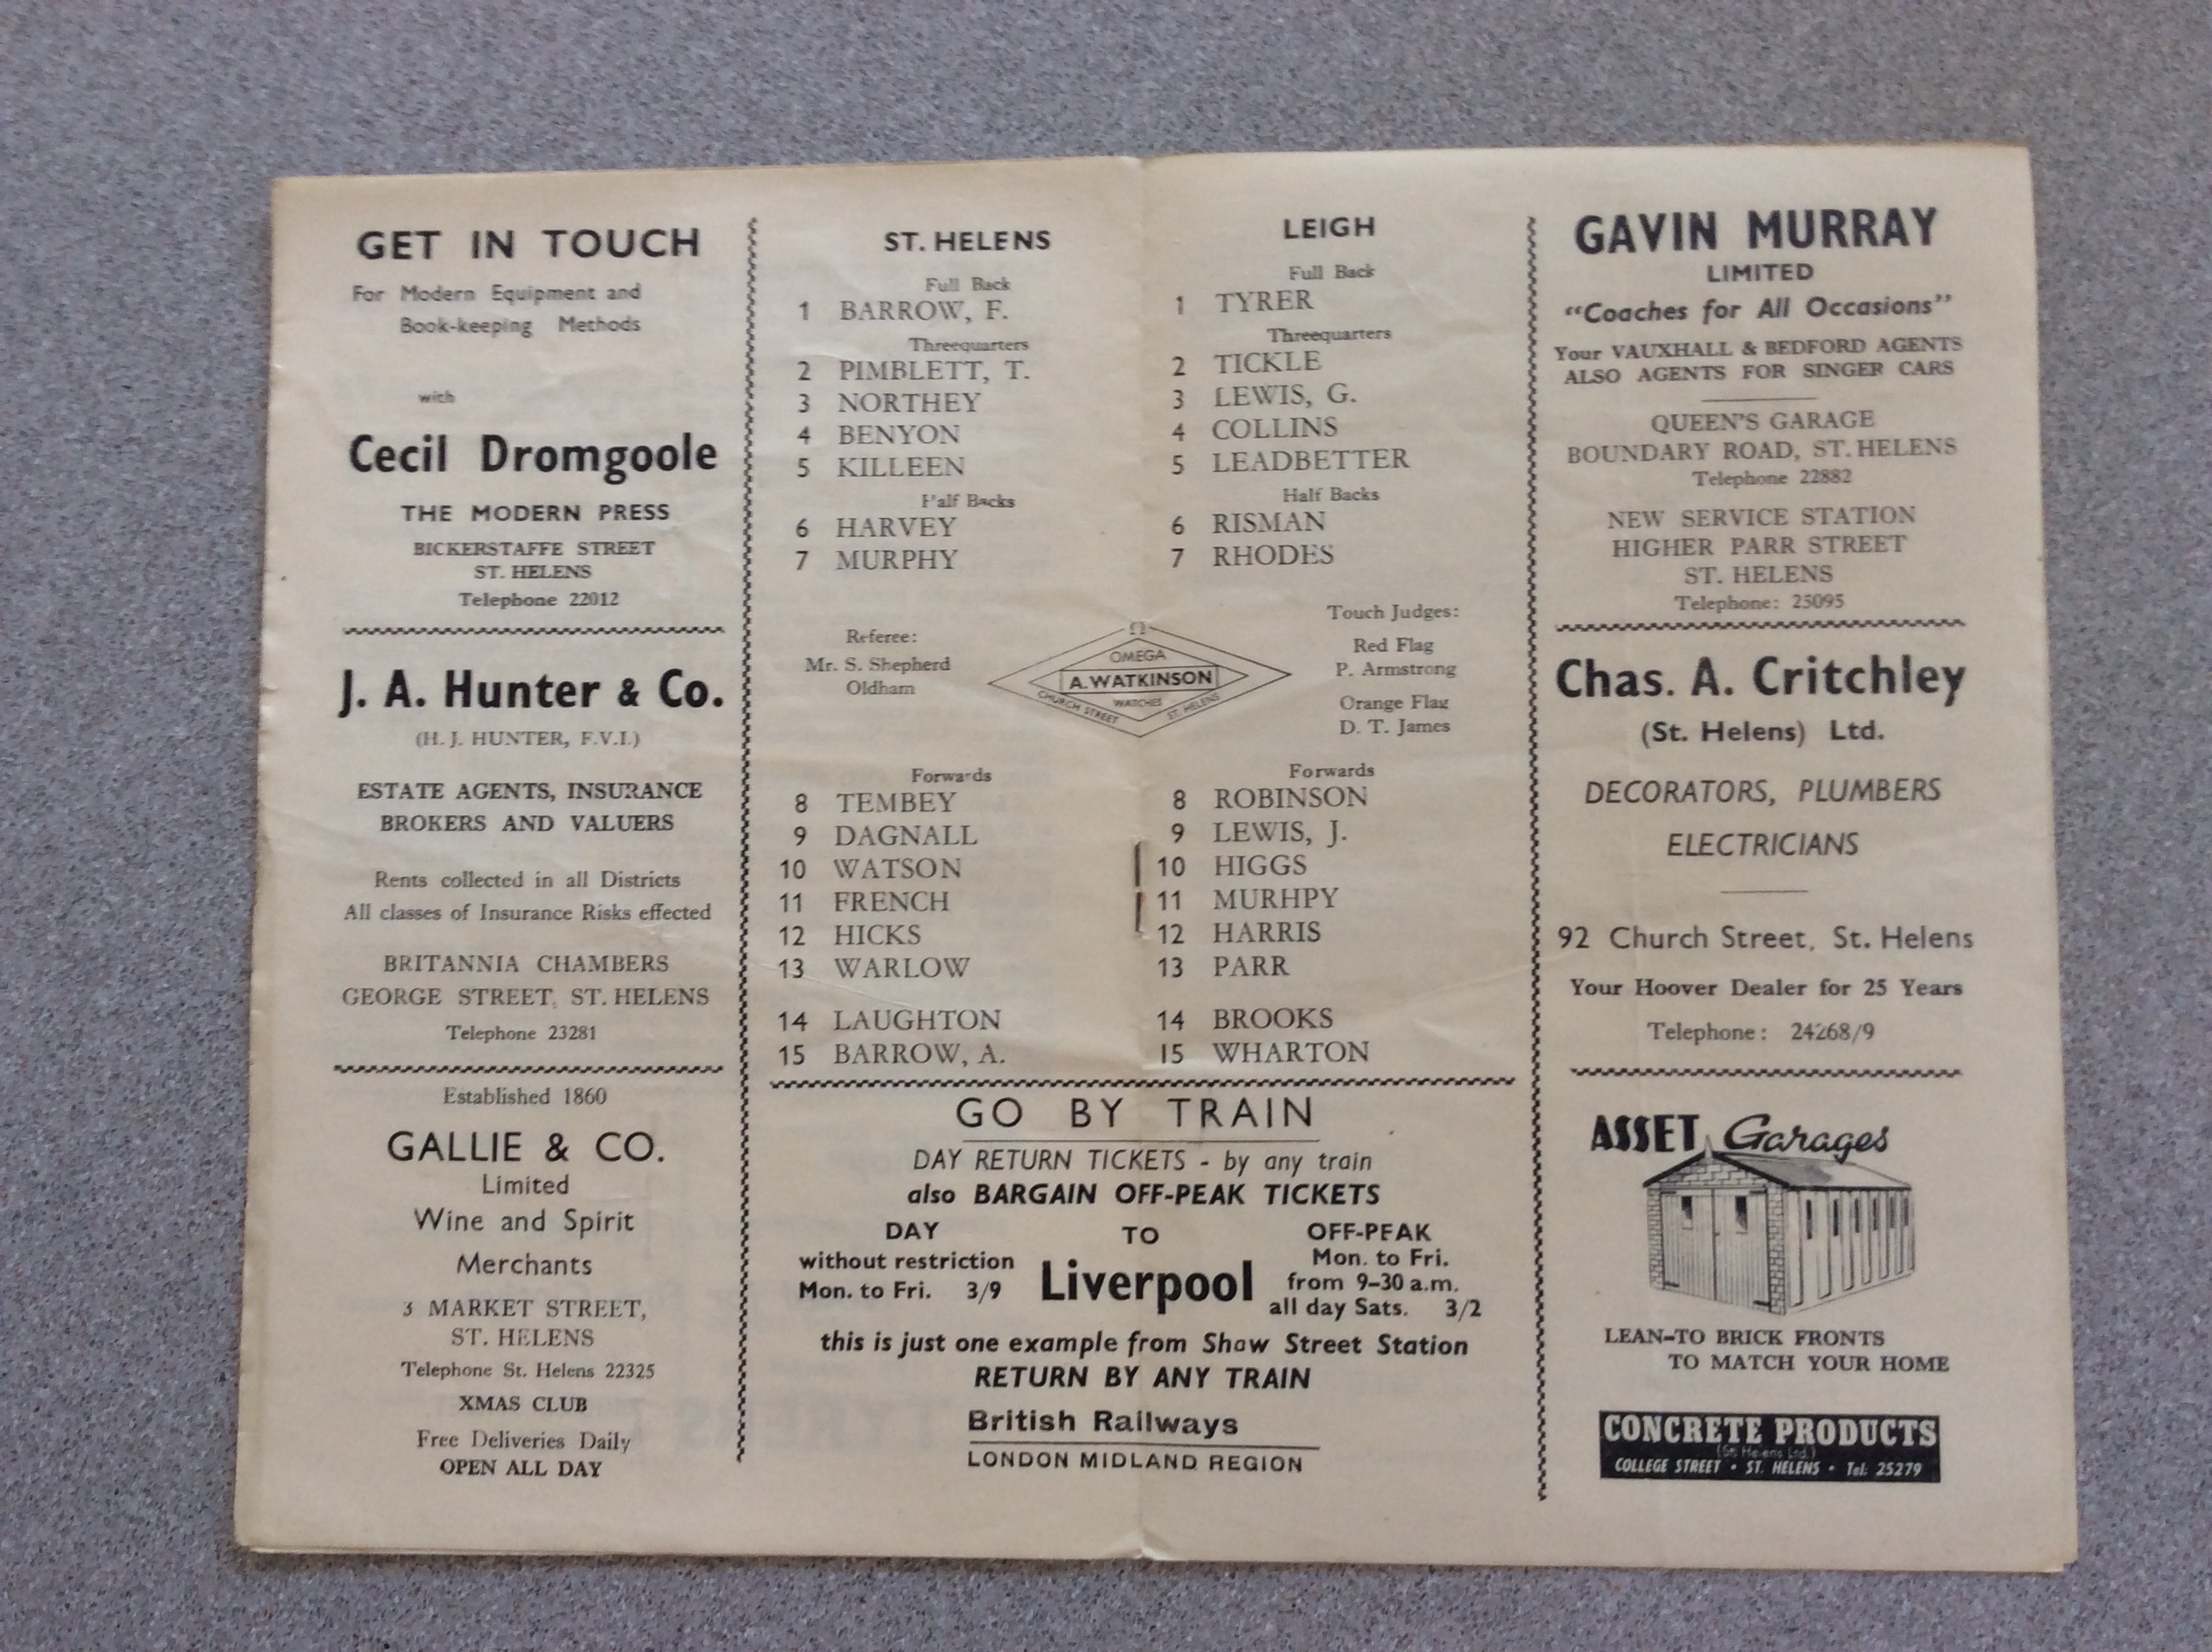 GET IN TOUCH
For Modern Equipment and
Book-keeping Methods
with
Cecil Dromgoole
THE MODERN PRESS
BICKERSTAFFE STREET
ST. HELENS
Telephone 22012
J. A. Hunter & Co.
(H. J. HUNTER, F.V.I.)
ESTATE AGENTS, INSURANCE
BROKERS AND VALUERS
Rents collected in all Districts
All classes of Insurance Risks effected
BRITANNIA CHAMBERS
GEORGE STREET, ST. HELENS
Telephone 23281
Established 1860
GALLIE & CO.
Limited
Wine and Spirit
Merchants
3 MARKET STREET,
ST. HELENS
Telephone St. Helens 22325
XMAS CLUB
Free Deliveries Daily
OPEN ALL DAY
ST. HELENS
Full Back
1 BARROW, F.
Threequarters
2 PIMBLETT, T.
3 NORTHEY
4 BENYON
5 KILLEEN
Half Backs
6 HARVEY
7 MURPHY
Referee:
Mr. S. Shepherd
Oldham
Forwards
8 TEMBEY
9 DAGNALL
10 WATSON
11 FRENCH
12 HICKS
13 WARLOW
14 LAUGHTON
15 BARROW, A.
Ω
OMEGA
A. WATKINSON
WATCHES
CHURCH STREET
ST. HELENS
LEIGH
Full Back
1 TYRER
Threequarters
2 TICKLE
3 LEWIS, G.
4 COLLINS
5 LEADBETTER
Half Backs
6 RISMAN
7 RHODES
Touch Judges:
Red Flag
P. Armstrong
Orange Flag
D. T. James
Forwards
8 ROBINSON
9 LEWIS, J.
10 HIGGS
11 MURHPY
12 HARRIS
13 PARR
14 BROOKS
15 WHARTON
GO BY TRAIN
DAY RETURN TICKETS - by any train
also BARGAIN OFF-PEAK TICKETS
DAY
without restriction
Mon. to Fri. 3/9
TO
Liverpool
OFF-PEAK
Mon. to Fri.
from 9-30 a.m.
all day Sats. 3/2
this is just one example from Shaw Street Station
RETURN BY ANY TRAIN
British Railways
LONDON MIDLAND REGION
GAVIN MURRAY
LIMITED
"Coaches for All Occasions"
Your VAUXHALL & BEDFORD AGENTS
ALSO AGENTS FOR SINGER CARS
QUEEN'S GARAGE
BOUNDARY ROAD, ST. HELENS
Telephone 22882
NEW SERVICE STATION
HIGHER PARR STREET
ST. HELENS
Telephone: 25095
Chas. A. Critchley
(St. Helens) Ltd.
DECORATORS, PLUMBERS
ELECTRICIANS
92 Church Street, St. Helens
Your Hoover Dealer for 25 Years
Telephone: 24268/9
ASSET Garages
LEAN-TO BRICK FRONTS
TO MATCH YOUR HOME
CONCRETE PRODUCTS
(St. Helens Ltd.)
COLLEGE STREET • ST. HELENS • Tel: 25279